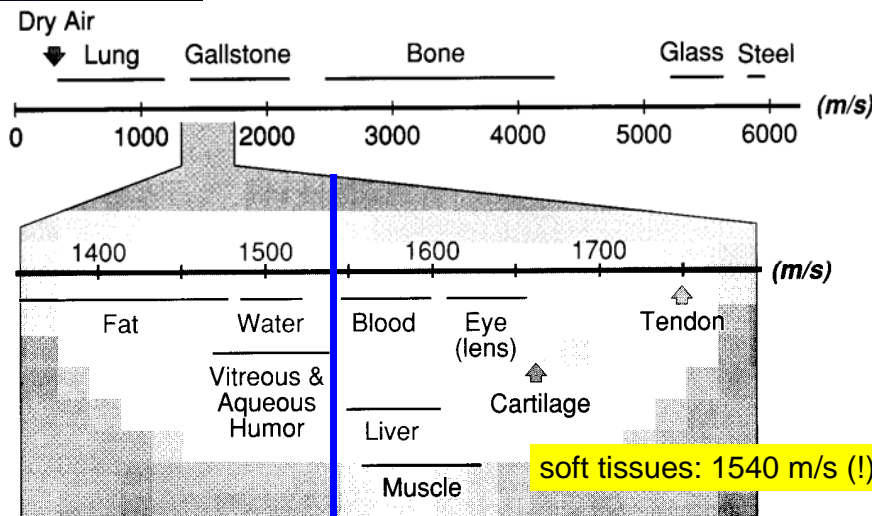 Dry Air
Lung Gallstone Bone Glass Steel
(m/s)
0 1000 2000 3000 4000 5000 6000
1400 1500 1600 1700
(m/s)
Fat Water Blood Eye Tendon
(lens)
Vitreous & Cartilage
Aqueous
Humor Liver
soft tissues: 1540 m/s (!)
Muscle